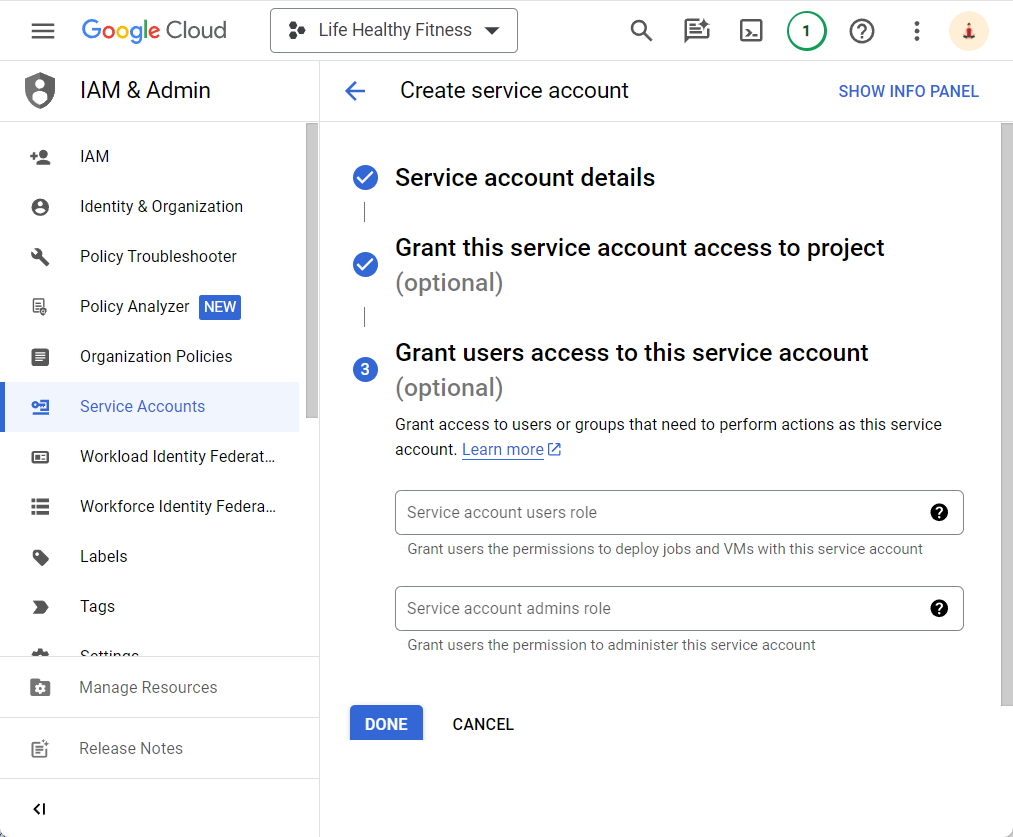 Google Cloud
Life Healthy Fitness
1
IAM & Admin
Create service account
SHOW INFO PANEL
IAM
Identity & Organization
Policy Troubleshooter
Policy Analyzer NEW
Organization Policies
Service Accounts
Workload Identity Federat...
Workforce Identity Federa...
Labels
Tags
Settings
Manage Resources
Release Notes
Service account details
Grant this service account access to project
(optional)
3
Grant users access to this service account
(optional)
Grant access to users or groups that need to perform actions as this service
account. Learn more
Service account users role
Grant users the permissions to deploy jobs and VMs with this service account
Service account admins role
Grant users the permission to administer this service account
DONE
CANCEL